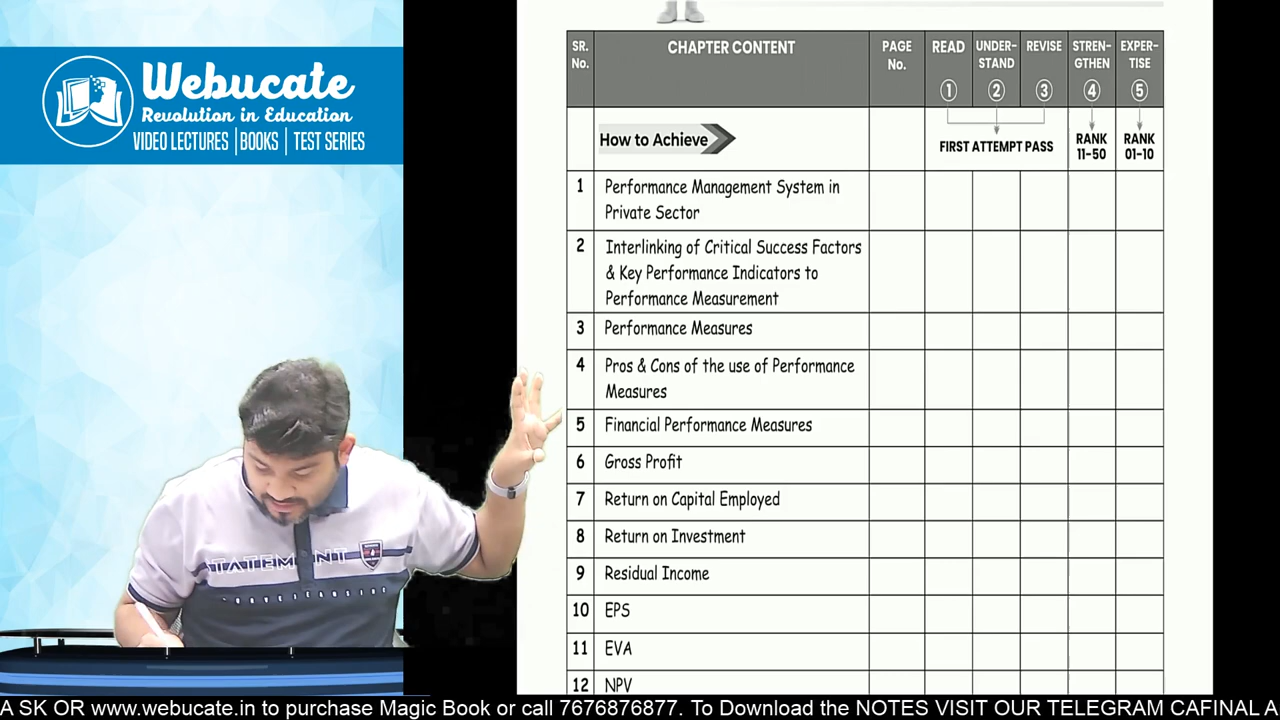 Webucate
Revolution in Education
VIDEO LECTURES | BOOKS | TEST SERIES
SR. No.
CHAPTER CONTENT
PAGE No.
READ 1
UNDER-STAND 2
REVISE 3
STREN-GTHEN 4
EXPER-TISE 5
How to Achieve
FIRST ATTEMPT PASS
RANK 11-50
RANK 01-10
1 Performance Management System in
Private Sector
2 Interlinking of Critical Success Factors
& Key Performance Indicators to
Performance Measurement
3 Performance Measures
4 Pros & Cons of the use of Performance
Measures
5 Financial Performance Measures
6 Gross Profit
7 Return on Capital Employed
8 Return on Investment
9 Residual Income
10 EPS
11 EVA
12 NPV
TATEMENT
A SK OR www.webucate.in to purchase Magic Book or call 7676876877. To Download the NOTES VISIT OUR TELEGRAM CAFINAL A